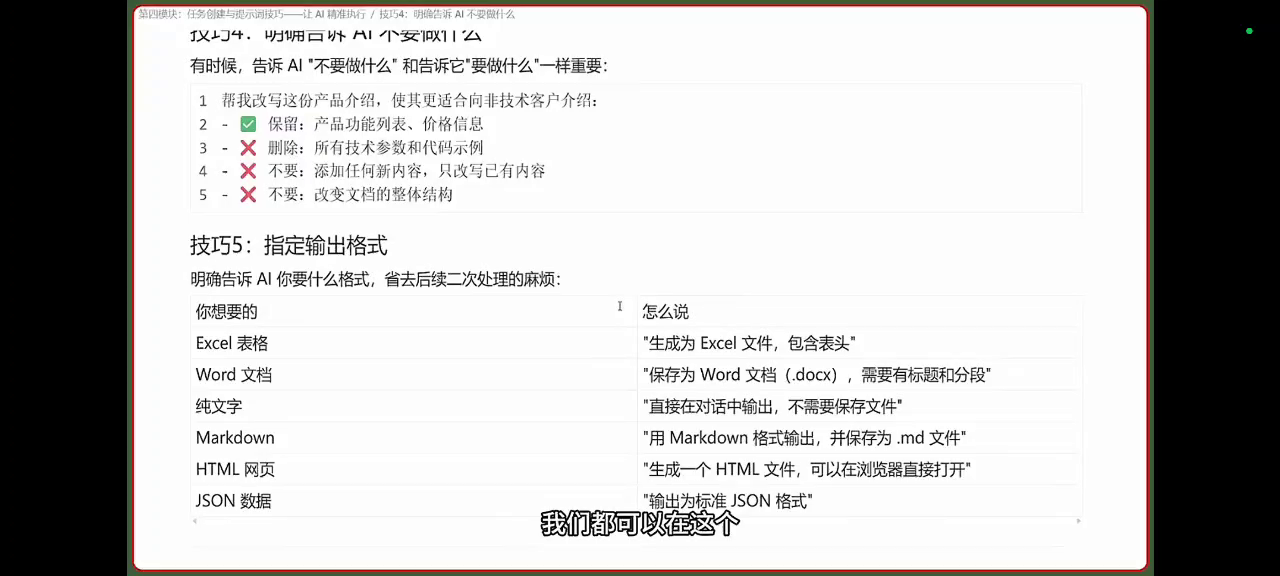 第四模块：任务创建与提示词技巧——让 AI 精准执行 / 技巧4：明确告诉 AI 不要做什么
技巧4：明确告诉 AI 不要做什么
有时候，告诉 AI "不要做什么" 和告诉它"要做什么"一样重要：
1 帮我改写这份产品介绍，使其更适合向非技术客户介绍：
2 - ✅ 保留：产品功能列表、价格信息
3 - ❌ 删除：所有技术参数和代码示例
4 - ❌ 不要：添加任何新内容，只改写已有内容
5 - ❌ 不要：改变文档的整体结构
技巧5：指定输出格式
明确告诉 AI 你要什么格式，省去后续二次处理的麻烦：
你想要的 怎么说
Excel 表格 "生成为 Excel 文件，包含表头"
Word 文档 "保存为 Word 文档（.docx），需要有标题和分段"
纯文字 "直接在对话中输出，不需要保存文件"
Markdown "用 Markdown 格式输出，并保存为 .md 文件"
HTML 网页 "生成一个 HTML 文件，可以在浏览器直接打开"
JSON 数据 "输出为标准 JSON 格式"
我们都可以在这个